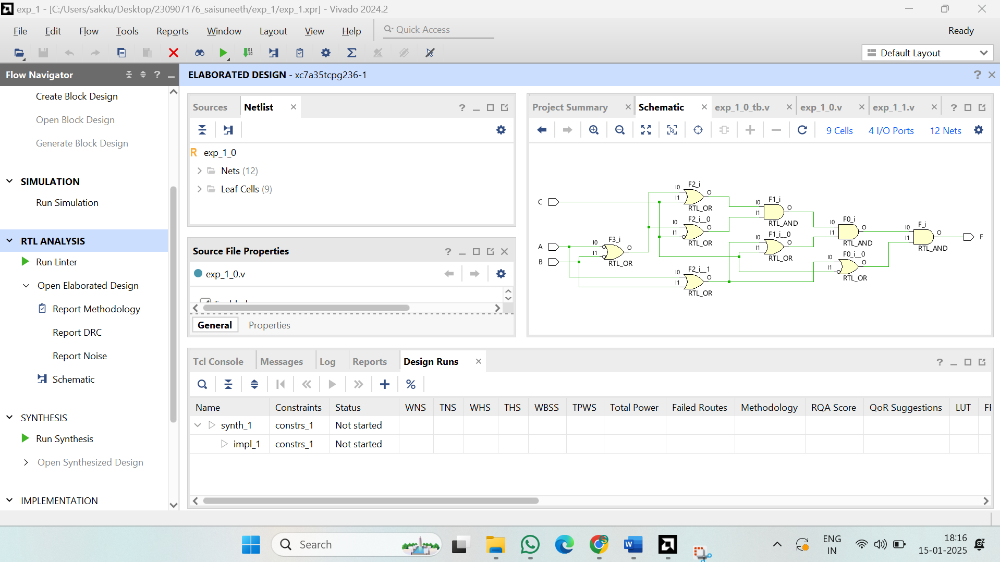 exp_1 - [C:/Users/sakku/Desktop/230907176_saisuneeth/exp_1/exp_1.xpr] - Vivado 2024.2
File Edit Flow Tools Reports Window Layout View Help Quick Access Ready
Default Layout
Flow Navigator
Create Block Design
Open Block Design
Generate Block Design
SIMULATION
Run Simulation
RTL ANALYSIS
Run Linter
Open Elaborated Design
Report Methodology
Report DRC
Report Noise
Schematic
SYNTHESIS
Run Synthesis
Open Synthesized Design
IMPLEMENTATION
ELABORATED DESIGN - xc7a35tcpg236-1
Sources Netlist
R exp_1_0
Nets (12)
Leaf Cells (9)
Source File Properties
exp_1_0.v
General Properties
Project Summary Schematic exp_1_0_tb.v exp_1_0.v exp_1_1.v
9 Cells 4 I/O Ports 12 Nets
C
A
B
F3_i
I0
I1
O
RTL_OR
F2_i
I0
I1
O
RTL_OR
F2_i__0
I0
I1
O
RTL_OR
F2_i__1
I0
I1
O
RTL_OR
F1_i
I0
I1
O
RTL_AND
F1_i__0
I0
I1
O
RTL_OR
F0_i
I0
I1
O
RTL_AND
F0_i__0
I0
I1
O
RTL_OR
F_i
I0
I1
O
RTL_AND
F
Tcl Console Messages Log Reports Design Runs
Name Constraints Status WNS TNS WHS THS WBSS TPWS Total Power Failed Routes Methodology RQA Score QoR Suggestions LUT
synth_1 constrs_1 Not started
impl_1 constrs_1 Not started
Search
ENG
IN
18:16
15-01-2025